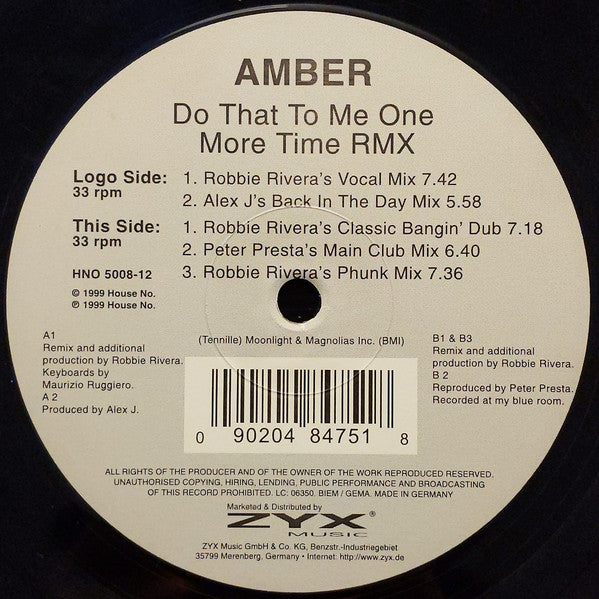 AMBER
Do That To Me One
More Time RMX
Logo Side:
33 rpm
1. Robbie Rivera's Vocal Mix 7.42
2. Alex J's Back In The Day Mix 5.58
This Side:
33 rpm
1. Robbie Rivera's Classic Bangin' Dub 7.18
2. Peter Presta's Main Club Mix 6.40
3. Robbie Rivera's Phunk Mix 7.36
HNO 5008-12
© 1999 House No.
℗ 1999 House No.
(Tennille) Moonlight & Magnolias Inc. (BMI)
A1
Remix and additional
production by Robbie Rivera.
Keyboards by
Maurizio Ruggiero.
A 2
Produced by Alex J.
B1 & B3
Remix and additional
production by Robbie Rivera.
B 2
Reproduced by Peter Presta.
Recorded at my blue room.
0 90204 84751 8
ALL RIGHTS OF THE PRODUCER AND OF THE OWNER OF THE WORK REPRODUCED RESERVED.
UNAUTHORISED COPYING, HIRING, LENDING, PUBLIC PERFORMANCE AND BROADCASTING
OF THIS RECORD PROHIBITED. LC: 06350. BIEM / GEMA. MADE IN GERMANY
Marketed & Distributed by
ZYX®
MUSIC
ZYX Music GmbH & Co. KG, Benzstr.-Industriegebiet
35799 Merenberg, Germany • Internet: http://www.zyx.de